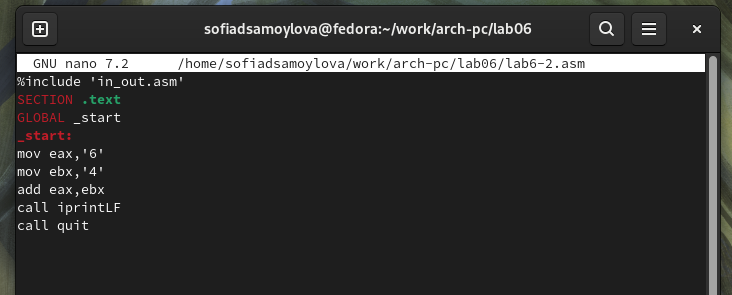 sofiadsamoylova@fedora:~/work/arch-pc/lab06
GNU nano 7.2 /home/sofiadsamoylova/work/arch-pc/lab06/lab6-2.asm
%include 'in_out.asm'
SECTION .text
GLOBAL _start
_start:
mov eax,'6'
mov ebx,'4'
add eax,ebx
call iprintLF
call quit